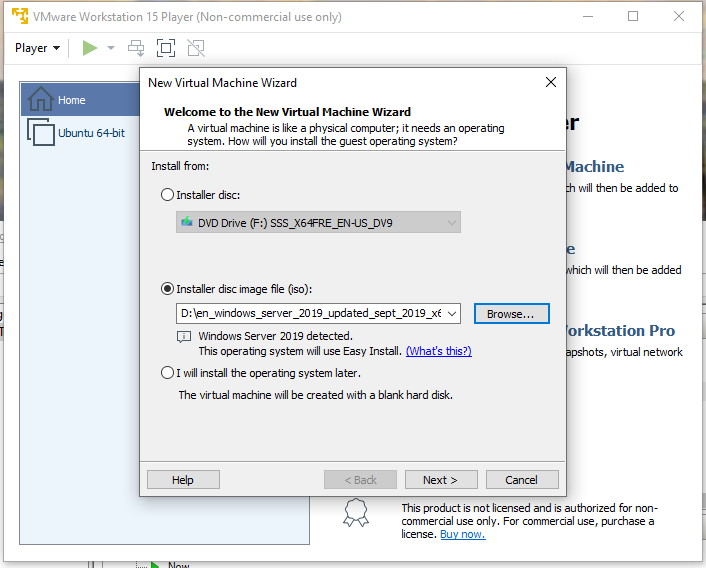 VMware Workstation 15 Player (Non-commercial use only)
Player
Home
Ubuntu 64-bit
New Virtual Machine Wizard
Welcome to the New Virtual Machine Wizard
A virtual machine is like a physical computer; it needs an operating
system. How will you install the guest operating system?
Install from:
Installer disc:
DVD Drive (F:) SSS_X64FRE_EN-US_DV9
Installer disc image file (iso):
D:\en_windows_server_2019_updated_sept_2019_x6
Browse...
Windows Server 2019 detected.
This operating system will use Easy Install. (What's this?)
I will install the operating system later.
The virtual machine will be created with a blank hard disk.
Help
< Back
Next >
Cancel
er
Machine
ch will then be added to
e
which will then be added
orkstation Pro
apshots, virtual network
This product is not licensed and is authorized for non-
commercial use only. For commercial use, purchase a
license. Buy now.
Now